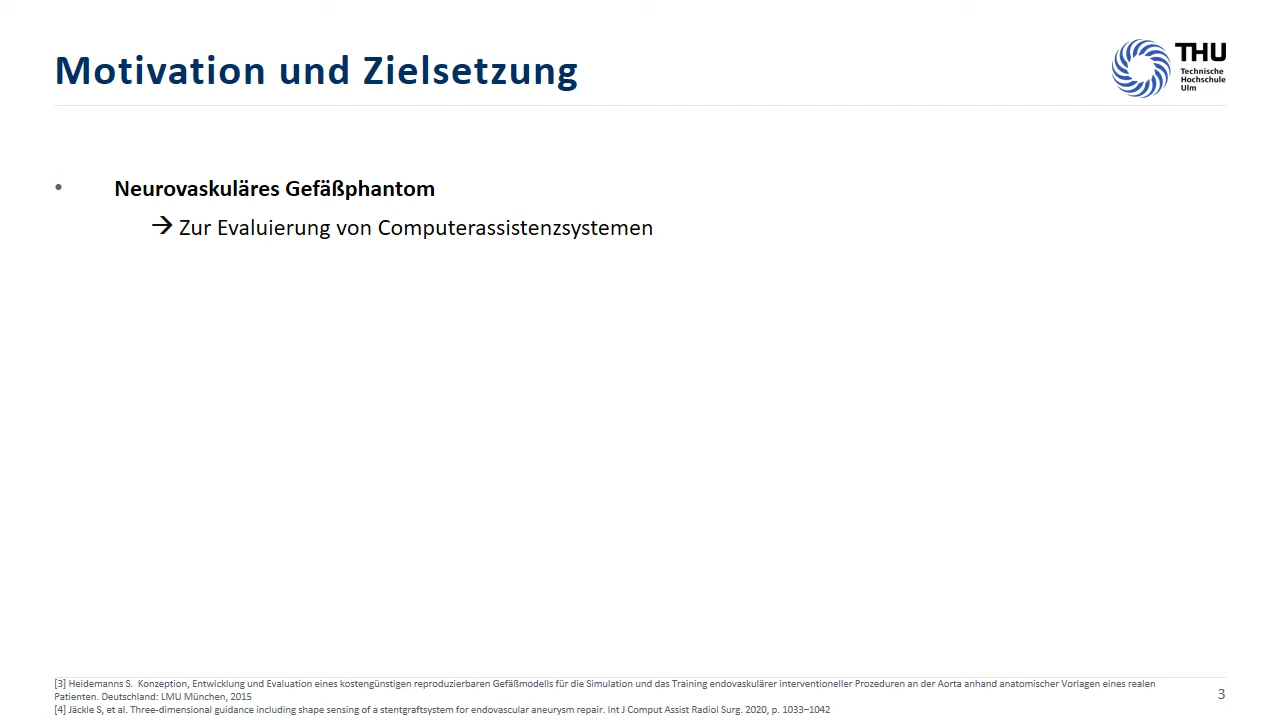 Motivation und Zielsetzung
THU
Technische
Hochschule
Ulm
• Neurovaskuläres Gefäßphantom
→ Zur Evaluierung von Computerassistenzsystemen
[3] Heidemanns S. Konzeption, Entwicklung und Evaluation eines kostengünstigen reproduzierbaren Gefäßmodells für die Simulation und das Training endovaskulärer interventioneller Prozeduren an der Aorta anhand anatomischer Vorlagen eines realen
Patienten. Deutschland: LMU München, 2015
[4] Jäckle S, et al. Three-dimensional guidance including shape sensing of a stentgraftsystem for endovascular aneurysm repair. Int J Comput Assist Radiol Surg. 2020, p. 1033–1042
3